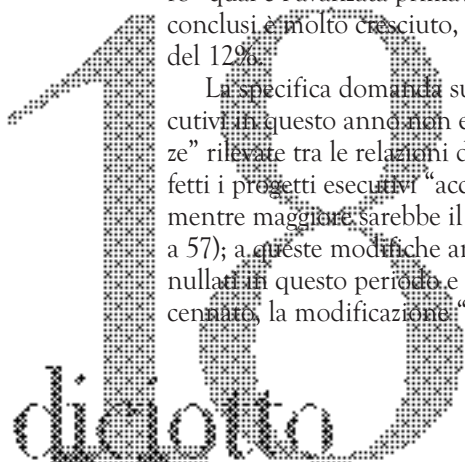 conclusi è molto cresciuto,
del 12%.
La specifica domanda su
cutivi in questo anno non e
ze” rilevate tra le relazioni d
fetti i progetti esecutivi “acc
mentre maggiore sarebbe il
a 57); a queste modifiche an
nullati in questo periodo e
cennato, la modificazione “
18
diciotto